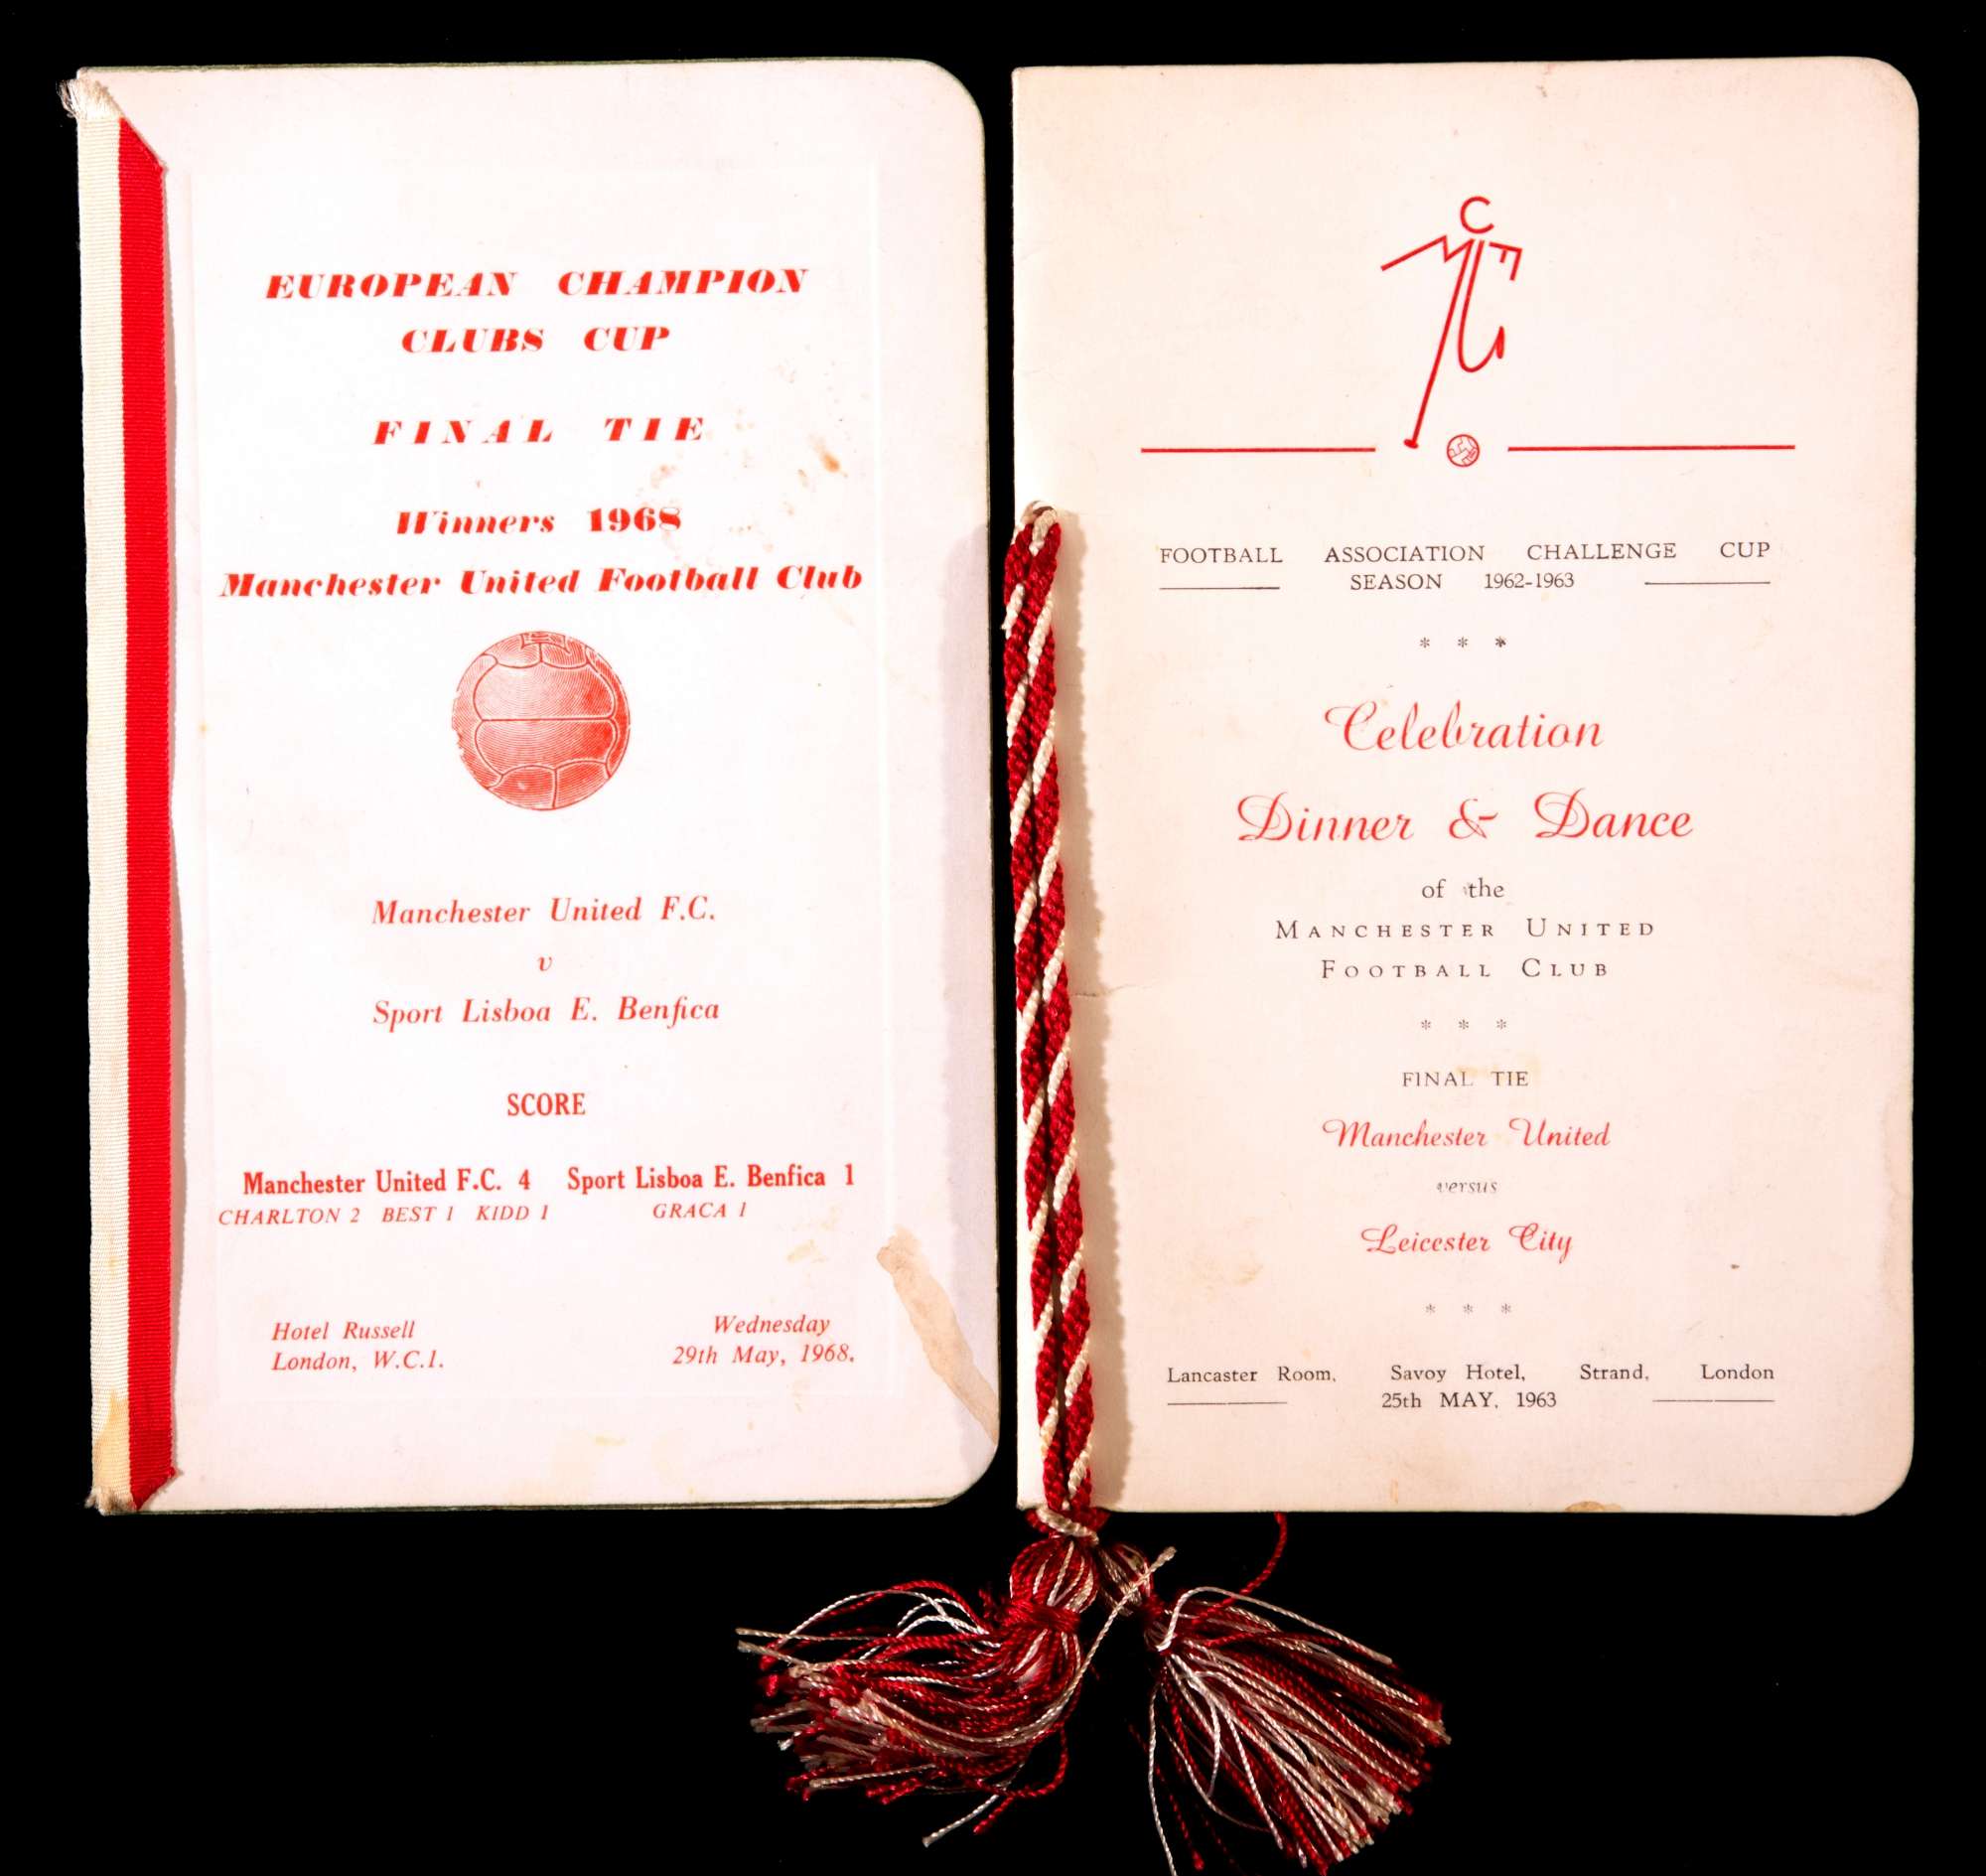 EUROPEAN CHAMPION
CLUBS CUP
FINAL TIE
Winners 1968
Manchester United Football Club
Manchester United F.C.
v
Sport Lisboa E. Benfica
SCORE
Manchester United F.C. 4 Sport Lisboa E. Benfica 1
CHARLTON 2 BEST 1 KIDD 1 GRACA 1
Hotel Russell
London, W.C.1.
Wednesday
29th May, 1968.
MUFC
FOOTBALL ASSOCIATION CHALLENGE CUP
SEASON 1962-1963
* * *
Celebration
Dinner & Dance
of the
MANCHESTER UNITED
FOOTBALL CLUB
* * *
FINAL TIE
Manchester United
versus
Leicester City
* * *
Lancaster Room, Savoy Hotel, Strand, London
25th MAY, 1963